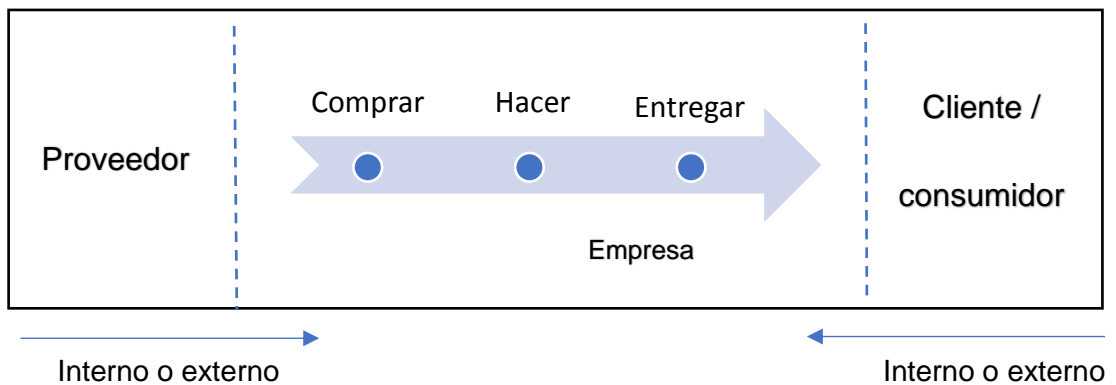 Proveedor
Comprar
Hacer
Entregar
Empresa
Cliente /
consumidor
Interno o externo
Interno o externo